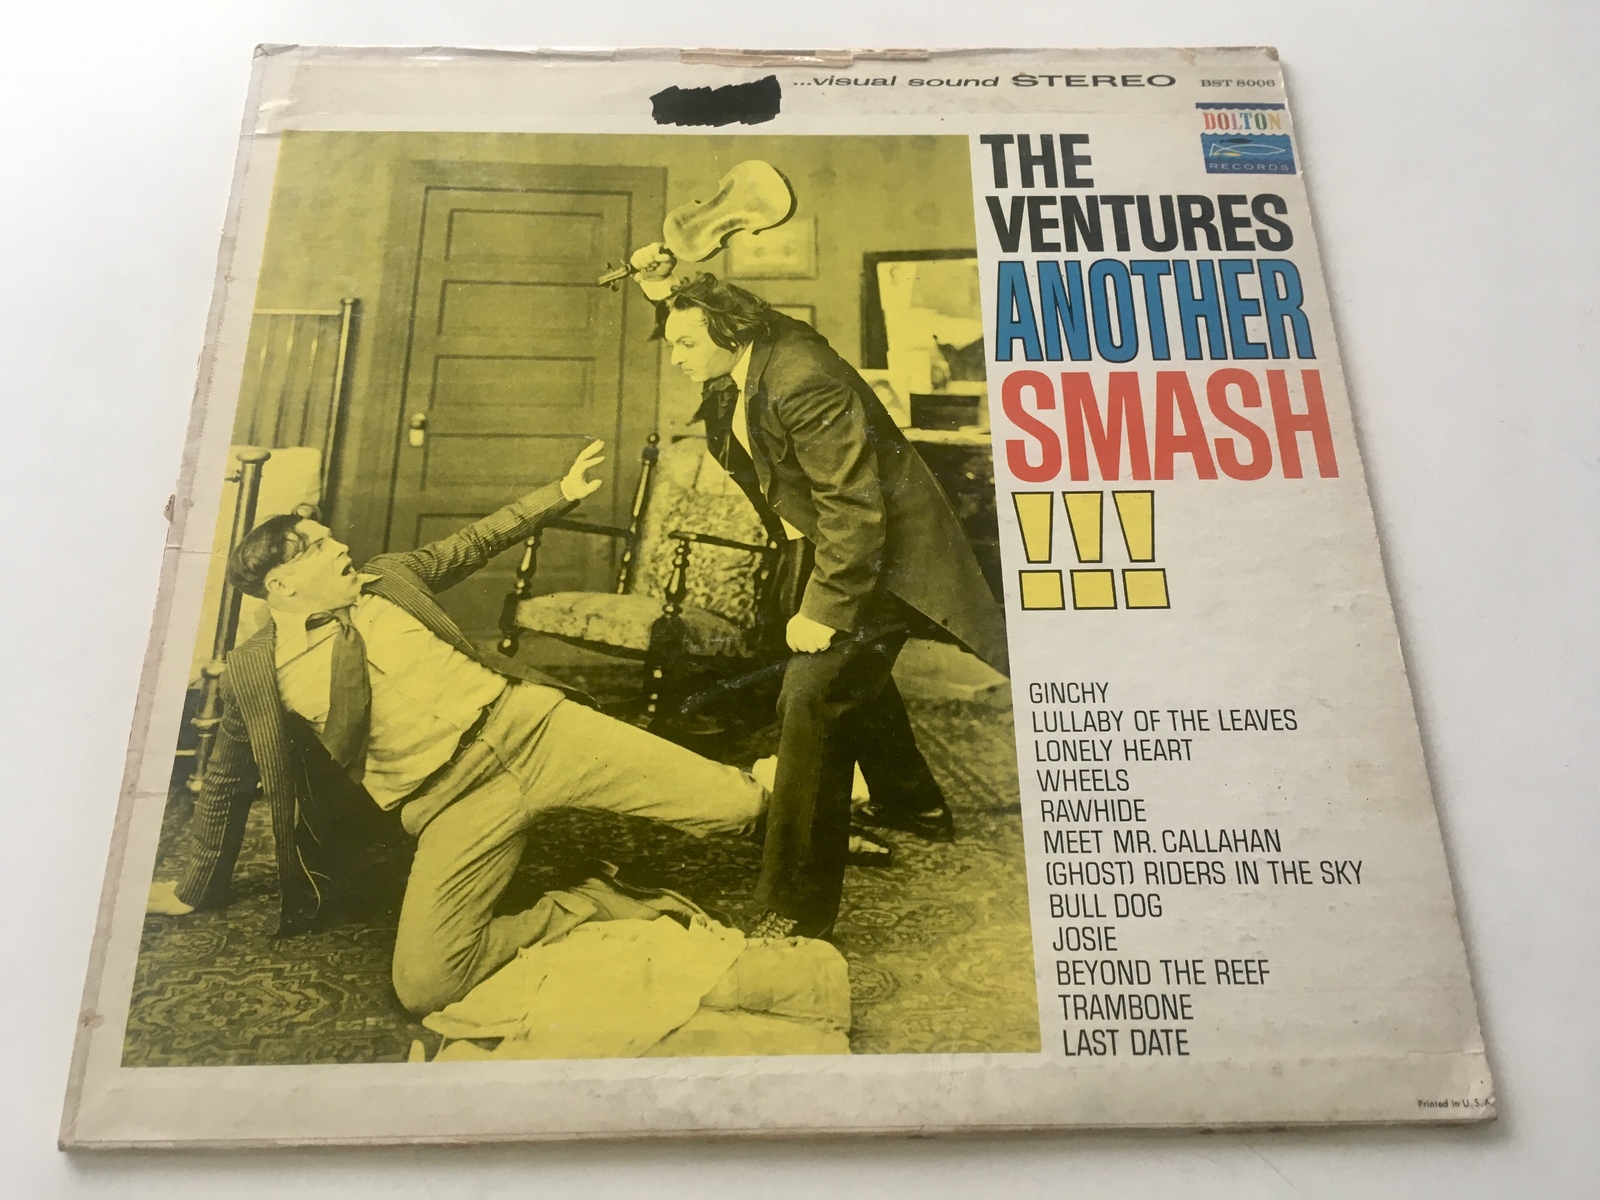 ...visual sound STEREO BST 8006
DOLTON
RECORDS
THE
VENTURES
ANOTHER
SMASH
!!!
GINCHY
LULLABY OF THE LEAVES
LONELY HEART
WHEELS
RAWHIDE
MEET MR. CALLAHAN
(GHOST) RIDERS IN THE SKY
BULL DOG
JOSIE
BEYOND THE REEF
TRAMBONE
LAST DATE
Printed in U.S.A.